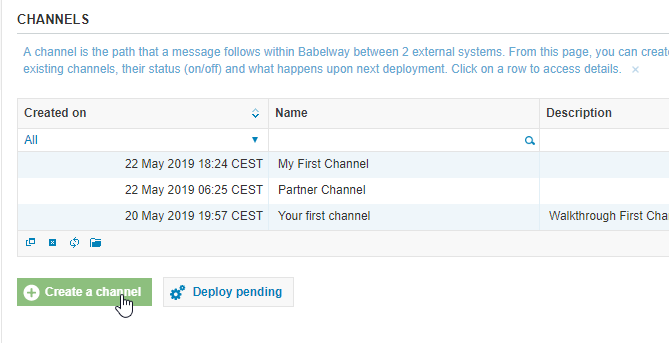 CHANNELS
A channel is the path that a message follows within Babelway between 2 external systems. From this page, you can create
existing channels, their status (on/off) and what happens upon next deployment. Click on a row to access details. ×
Created on Name Description
All
22 May 2019 18:24 CEST My First Channel
22 May 2019 06:25 CEST Partner Channel
20 May 2019 19:57 CEST Your first channel Walkthrough First Cha
Create a channel Deploy pending